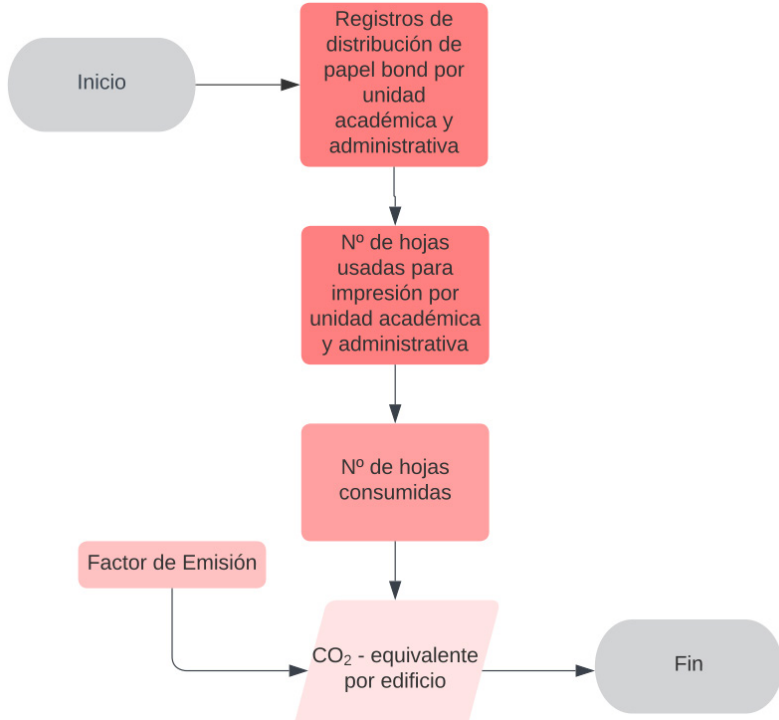 Inicio
Registros de
distribución de
papel bond por
unidad
académica y
administrativa
Nº de hojas
usadas para
impresión por
unidad académica
y administrativa
Nº de hojas
consumidas
Factor de Emisión
CO₂ - equivalente
por edificio
Fin